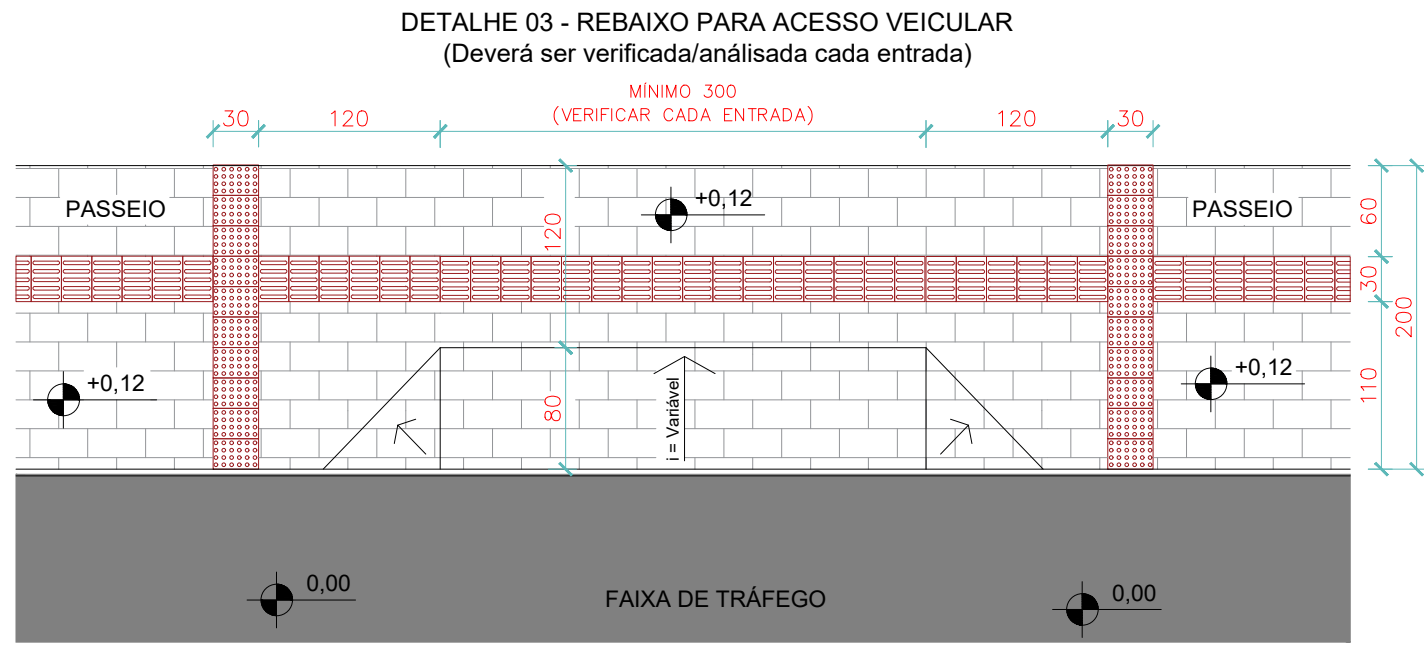 DETALHE 03 - REBAIXO PARA ACESSO VEICULAR
(Deverá ser verificada/análisada cada entrada)
MÍNIMO 300
(VERIFICAR CADA ENTRADA)
30
120
120
30
PASSEIO
+0,12
PASSEIO
120
60
30
200
+0,12
+0,12
80
i = Variável
110
0,00
FAIXA DE TRÁFEGO
0,00